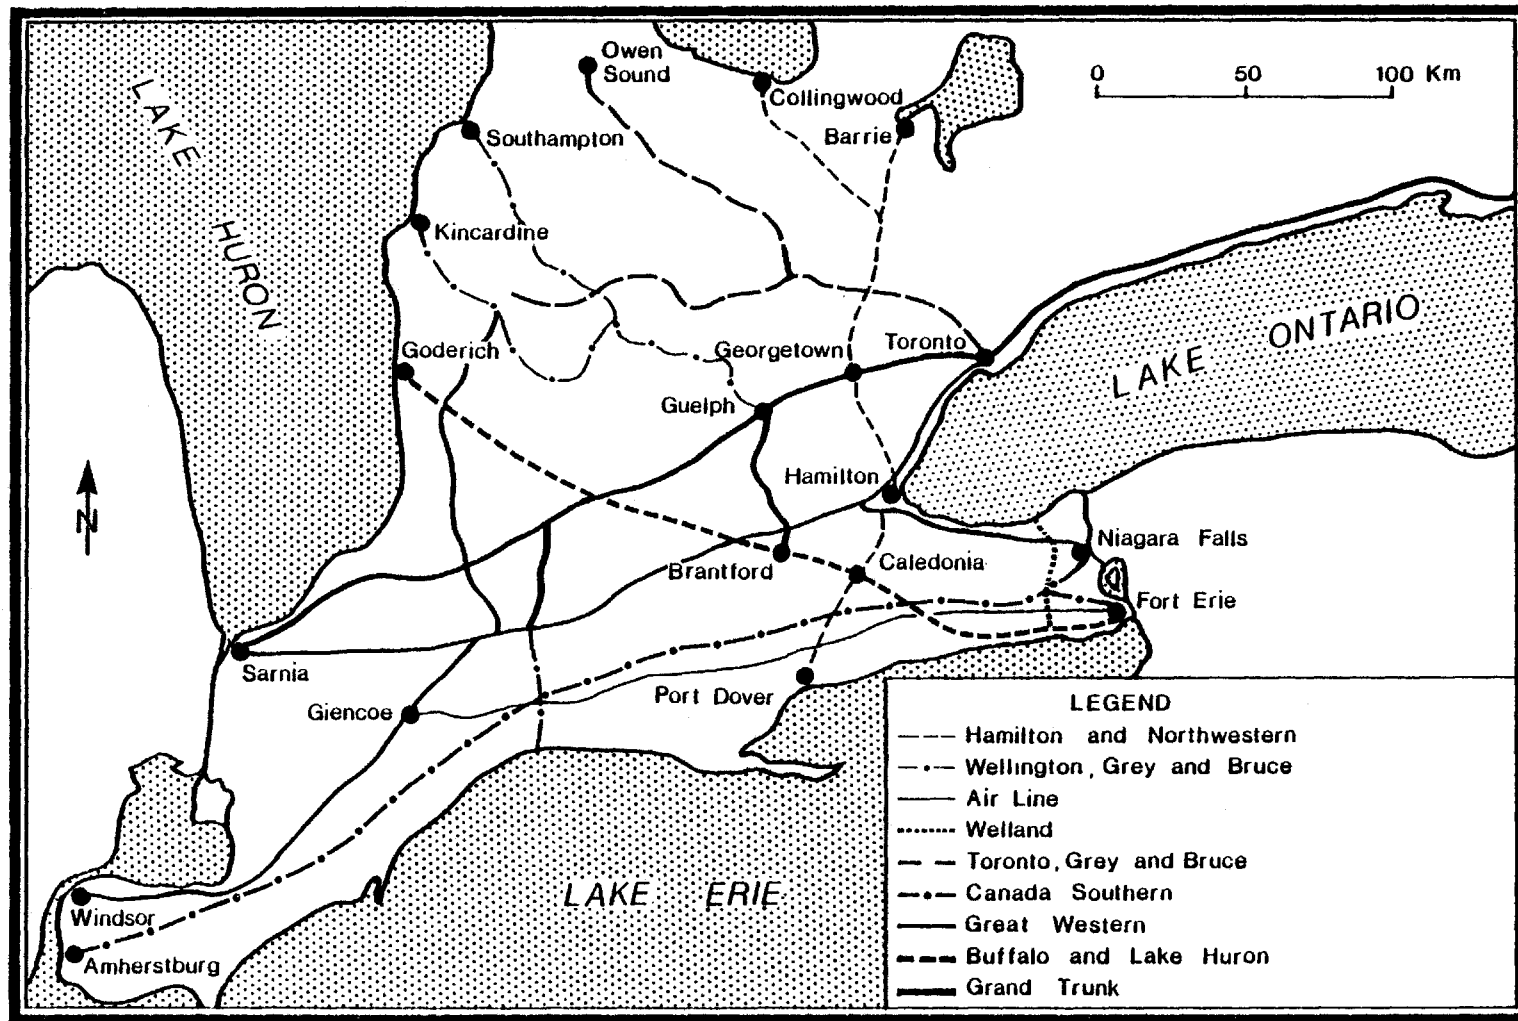 Owen
Sound
0 50 100 Km
Collingwood
Barrie
Southampton
LAKE HURON
Kincardine
Goderich
Georgetown
Toronto
LAKE ONTARIO
Guelph
Hamilton
N
Niagara Falls
Brantford
Caledonia
Fort Erie
Sarnia
Port Dover
Glencoe
LAKE ERIE
Windsor
Amherstburg
LEGEND
Hamilton and Northwestern
Wellington, Grey and Bruce
Air Line
Welland
Toronto, Grey and Bruce
Canada Southern
Great Western
Buffalo and Lake Huron
Grand Trunk